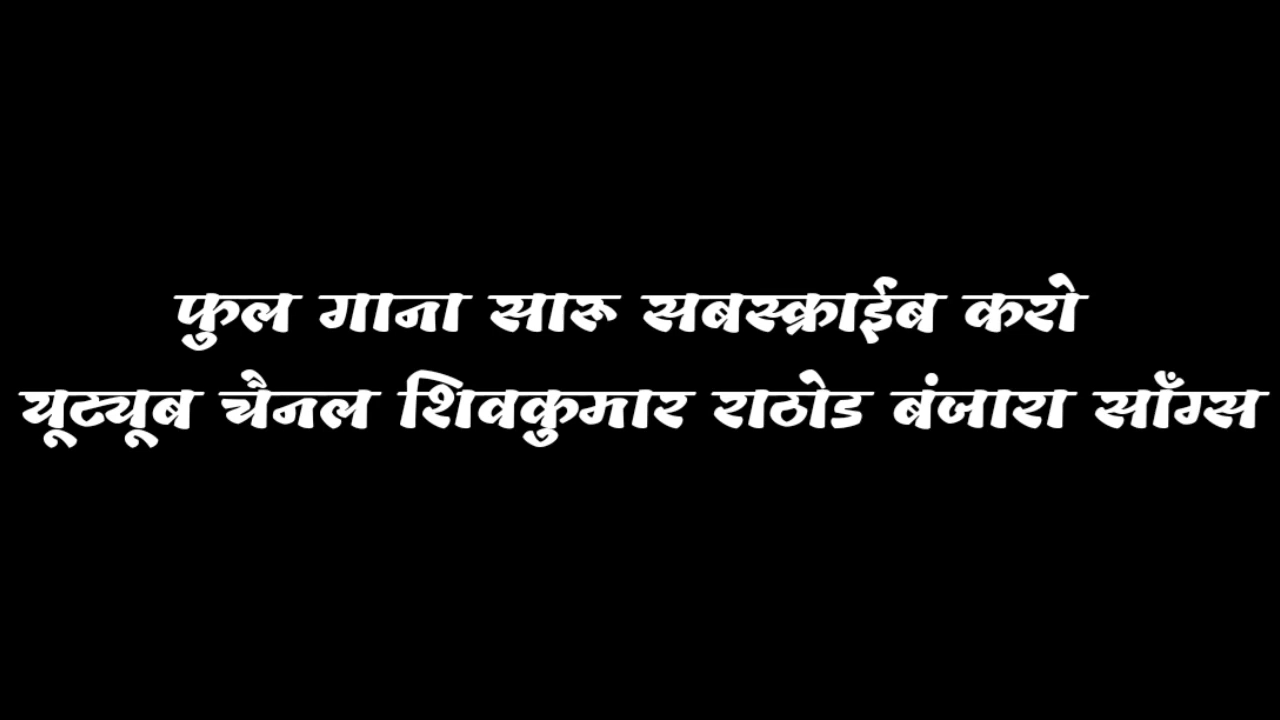 फुल गाना सारू सबस्क्राईब करो
यूट्यूब चैनल शिवकुमार राठोड बंजारा साँग्स